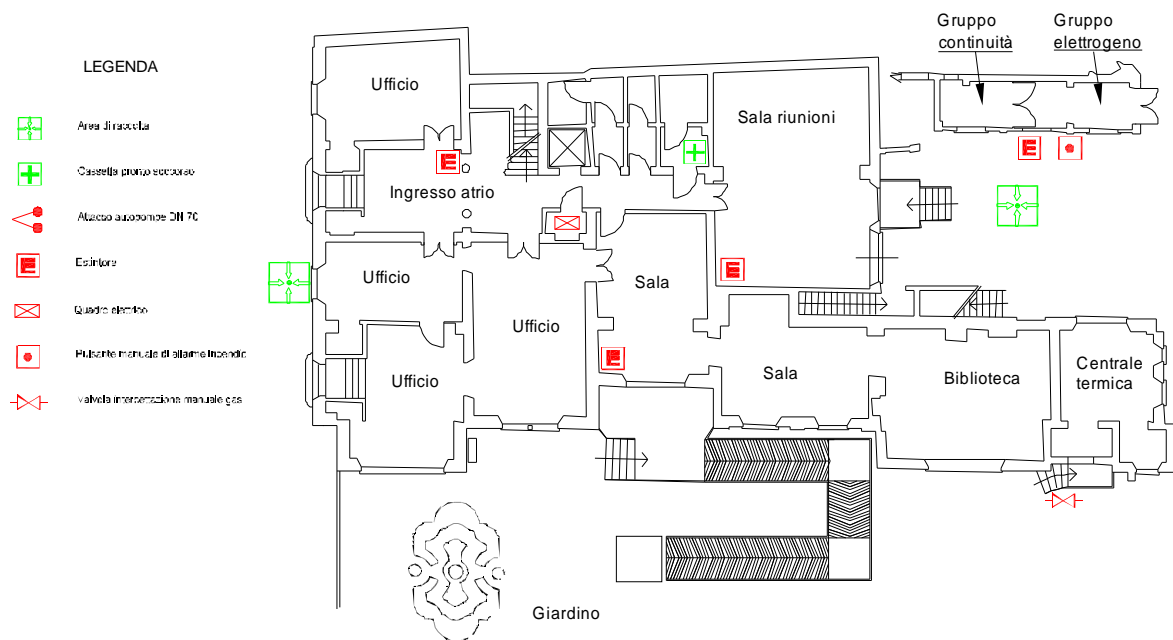 LEGENDA
Area di raccolta
Cassetta pronto soccorso
Attacco autopompe DN 70
Estintore
Quadro elettrico
Pulsante manuale di allarme incendio
Valvola intercettazione manuale gas
Gruppo
continuità
Gruppo
elettrogeno
Ufficio
Sala riunioni
Ingresso atrio
Ufficio
Sala
Ufficio
Ufficio
Sala
Biblioteca
Centrale
termica
Giardino
E
E
E
E